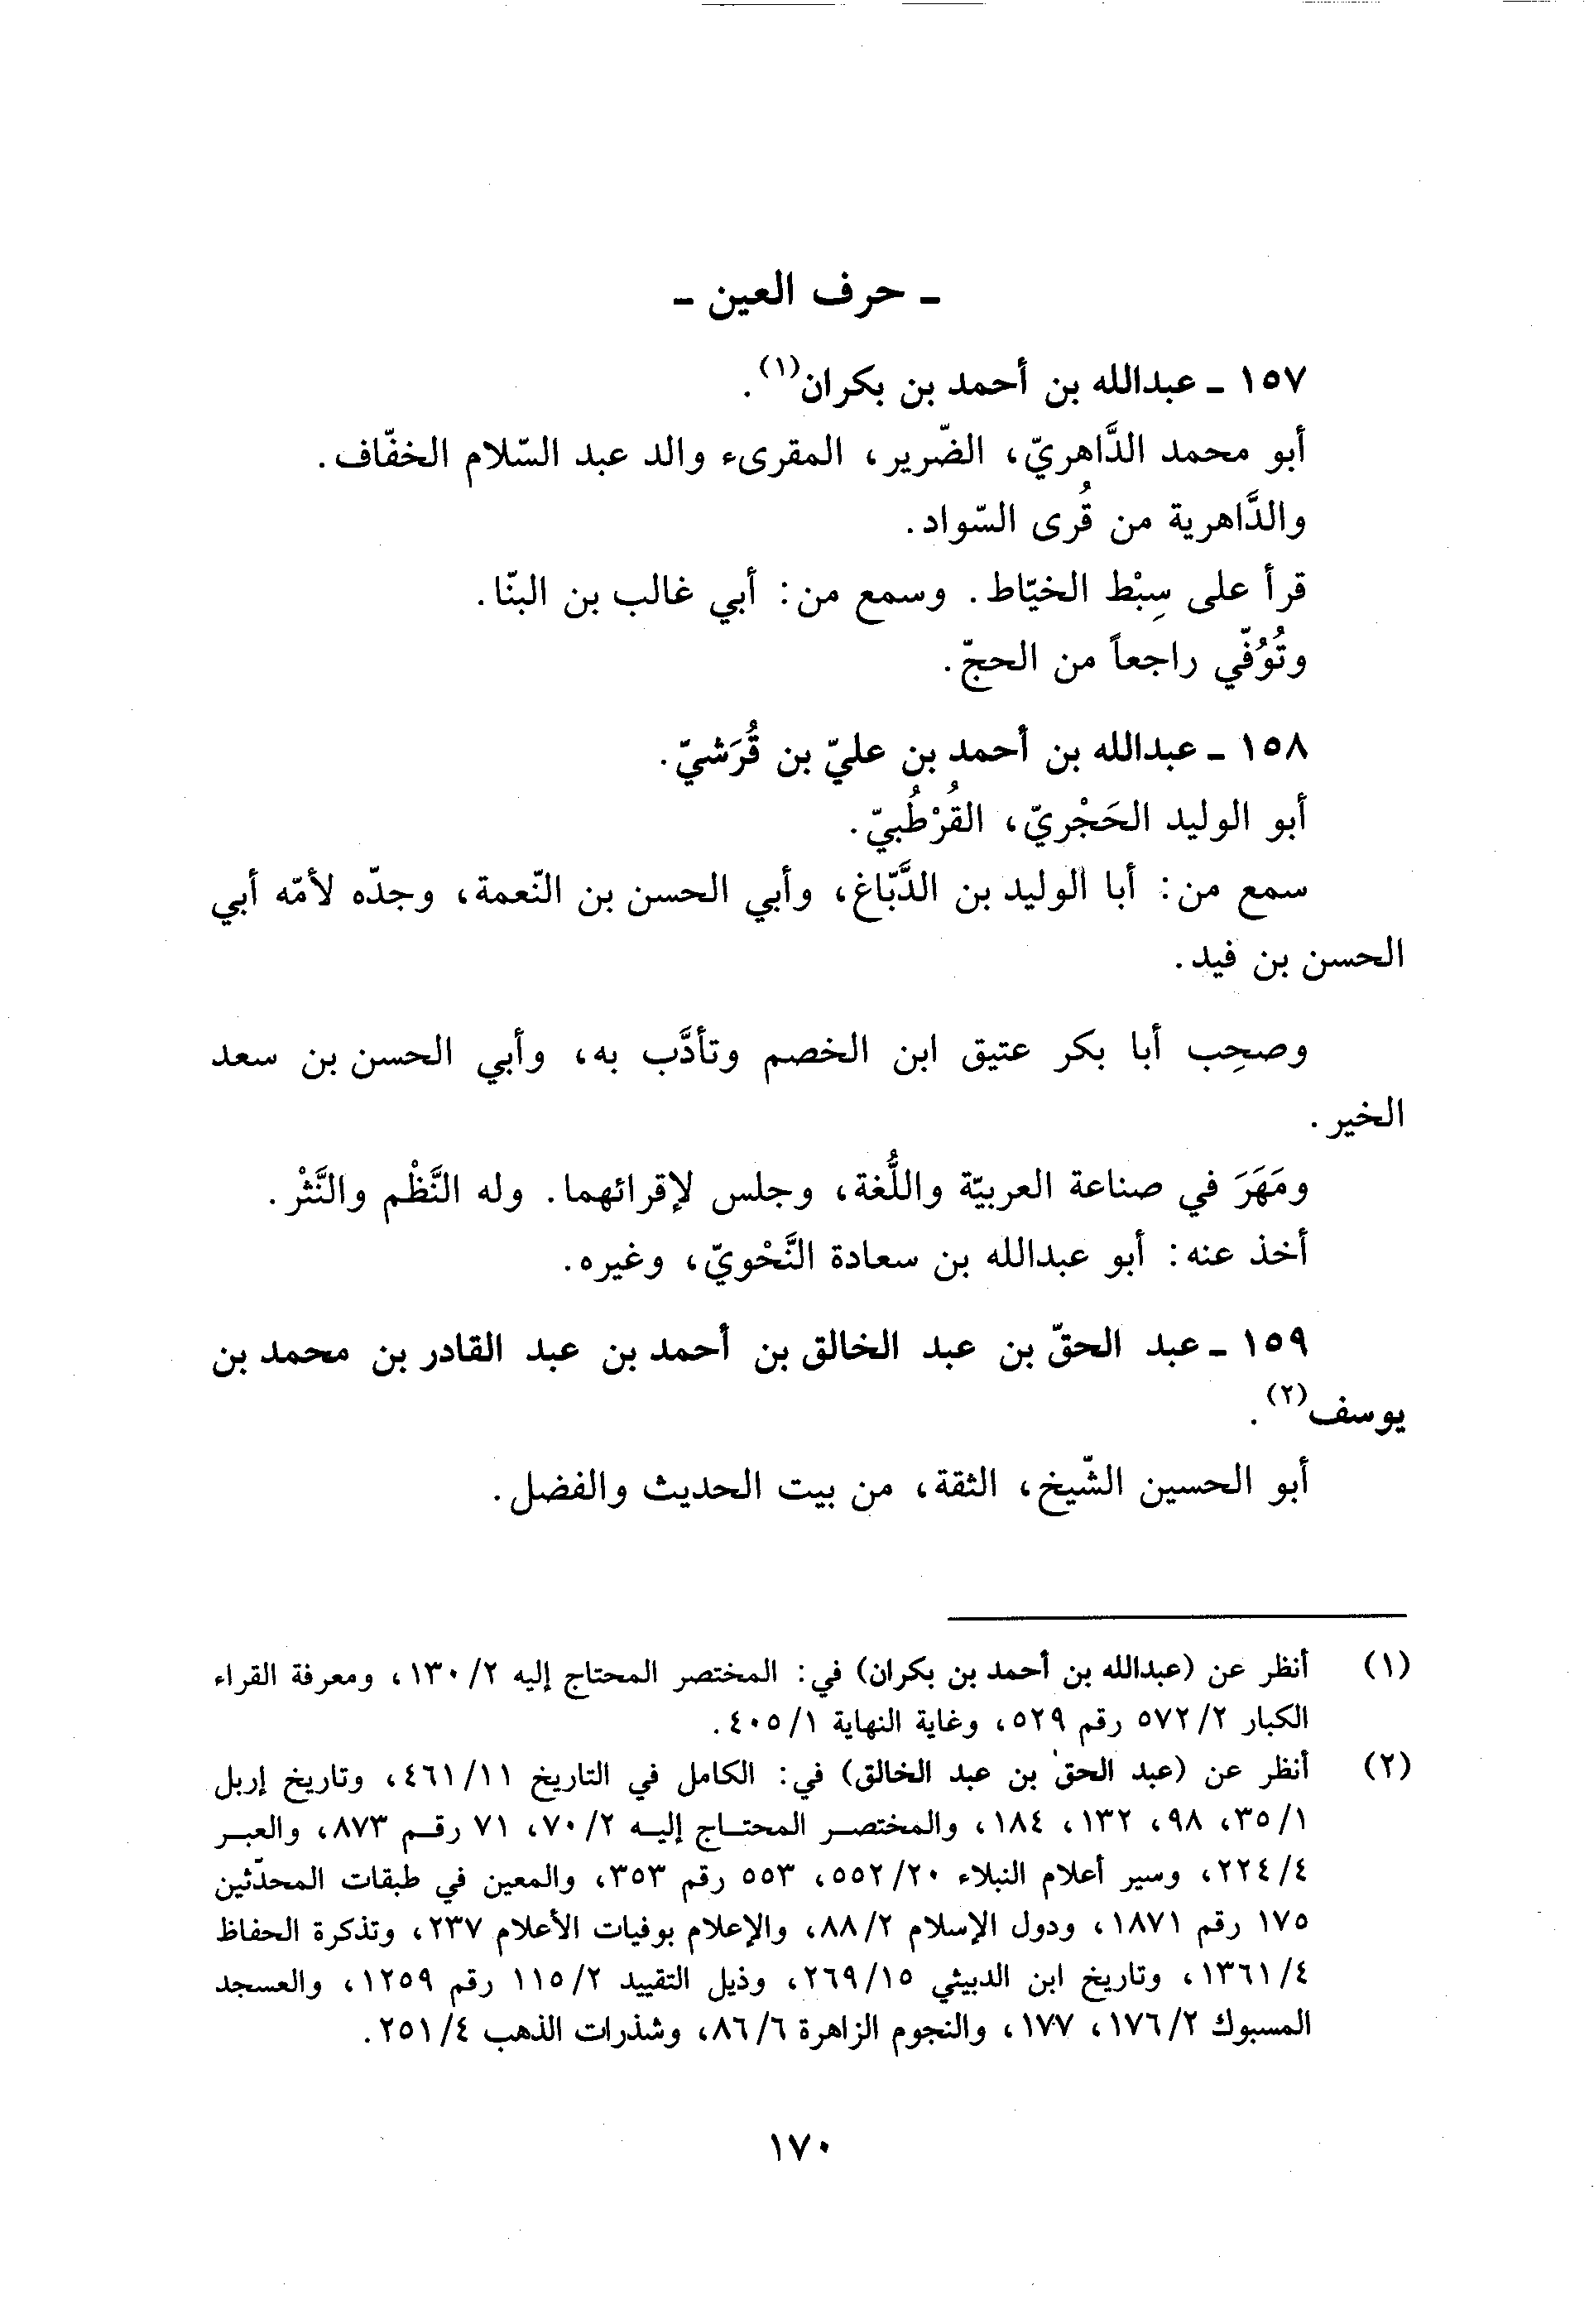 ـ حرف العين ـ
١٥٧ ـ عبدالله بن أحمد بن بكران(١).
أبو محمد الدَّاهريّ، الضّرير، المقرىء والد عبد السّلام الخفّاف.
والدَّاهرية من قُرى السّواد.
قرأ على سِبْط الخيّاط. وسمع من: أبي غالب بن البنّا.
وتُوُفّي راجعاً من الحجّ.
١٥٨ ـ عبدالله بن أحمد بن عليّ بن قُرَشيّ.
أبو الوليد الحَجْريّ، القُرْطُبيّ.
سمع من: أبا الوليد بن الدَّبّاغ، وأبي الحسن بن النّعمة، وجدّه لأمّه أبي
الحسن بن فيد.
وصحِب أبا بكر عتيق ابن الخصم وتأدَّب به، وأبي الحسن بن سعد
الخير.
ومَهَرَ في صناعة العربيّة واللُّغة، وجلس لإقرائهما. وله النَّظْم والنَّثْر.
أخذ عنه: أبو عبدالله بن سعادة النَّحْويّ، وغيره.
١٥٩ ـ عبد الحقّ بن عبد الخالق بن أحمد بن عبد القادر بن محمد بن
يوسف(٢).
أبو الحسين الشّيخ، الثقة، من بيت الحديث والفضل.
(١) أنظر عن (عبدالله بن أحمد بن بكران) في: المختصر المحتاج إليه ٢/ ١٣٠، ومعرفة القراء
الكبار ٢/ ٥٧٢ رقم ٥٢٩، وغاية النهاية ١/ ٤٠٥.
(٢) أنظر عن (عبد الحق بن عبد الخالق) في: الكامل في التاريخ ١١/ ٤٦١، وتاريخ إربل
١/ ٣٥، ٩٨، ١٣٢، ١٨٤، والمختصر المحتاج إليه ٢/ ٧٠، ٧١ رقم ٨٧٣، والعبر
٤/ ٢٢٤، وسير أعلام النبلاء ٢٠/ ٥٥٢، ٥٥٣ رقم ٣٥٣، والمعين في طبقات المحدّثين
١٧٥ رقم ١٨٧١، ودول الإسلام ٢/ ٨٨، والإعلام بوفيات الأعلام ٢٣٧، وتذكرة الحفاظ
٤/ ١٣٦١، وتاريخ ابن الدبيثي ١٥/ ٢٦٩، وذيل التقييد ٢/ ١١٥ رقم ١٢٥٩، والعسجد
المسبوك ٢/ ١٧٦، ١٧٧، والنجوم الزاهرة ٦/ ٨٦، وشذرات الذهب ٤/ ٢٥١.
١٧٠